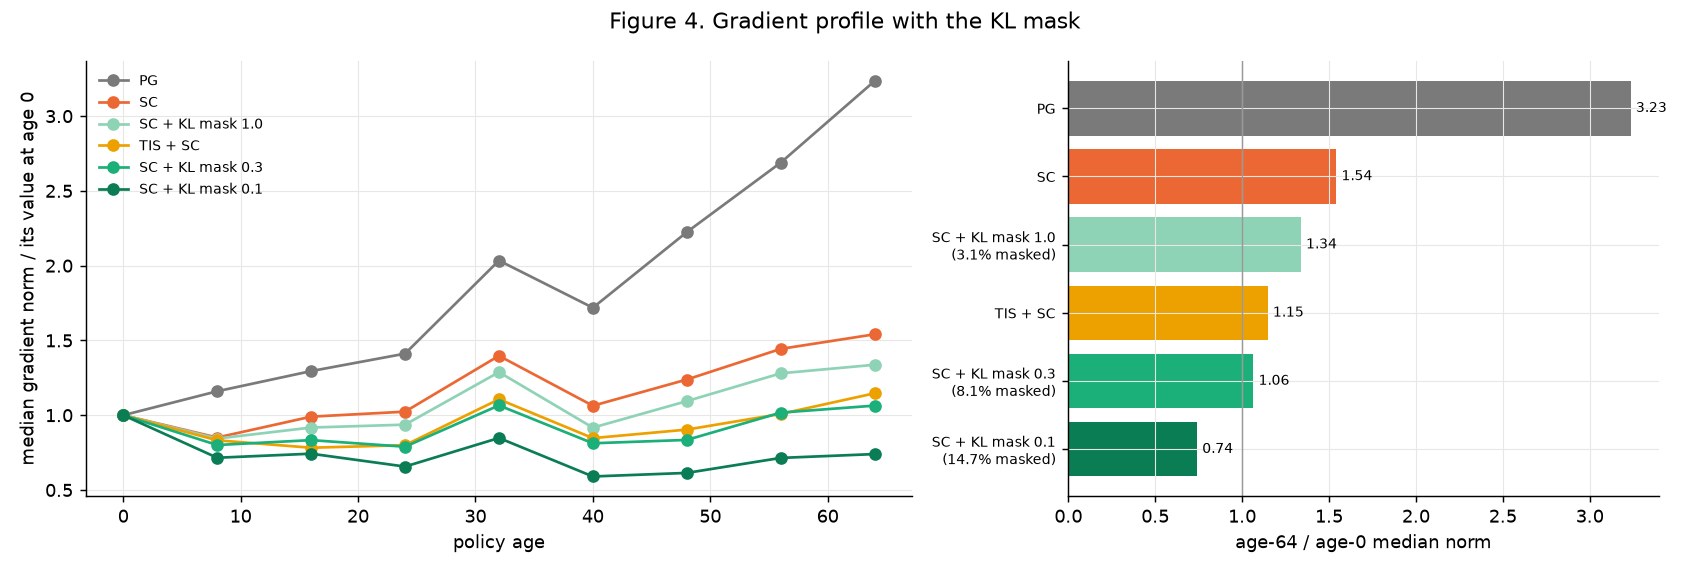 Figure 4. Gradient profile with the KL mask
median gradient norm / its value at age 0
3.0
2.5
2.0
1.5
1.0
0.5
PG
SC
SC + KL mask 1.0
TIS + SC
SC + KL mask 0.3
SC + KL mask 0.1
0
10
20
30
40
50
60
policy age
PG
3.23
SC
1.54
SC + KL mask 1.0
(3.1% masked)
1.34
TIS + SC
1.15
SC + KL mask 0.3
(8.1% masked)
1.06
SC + KL mask 0.1
(14.7% masked)
0.74
0.0
0.5
1.0
1.5
2.0
2.5
3.0
age-64 / age-0 median norm